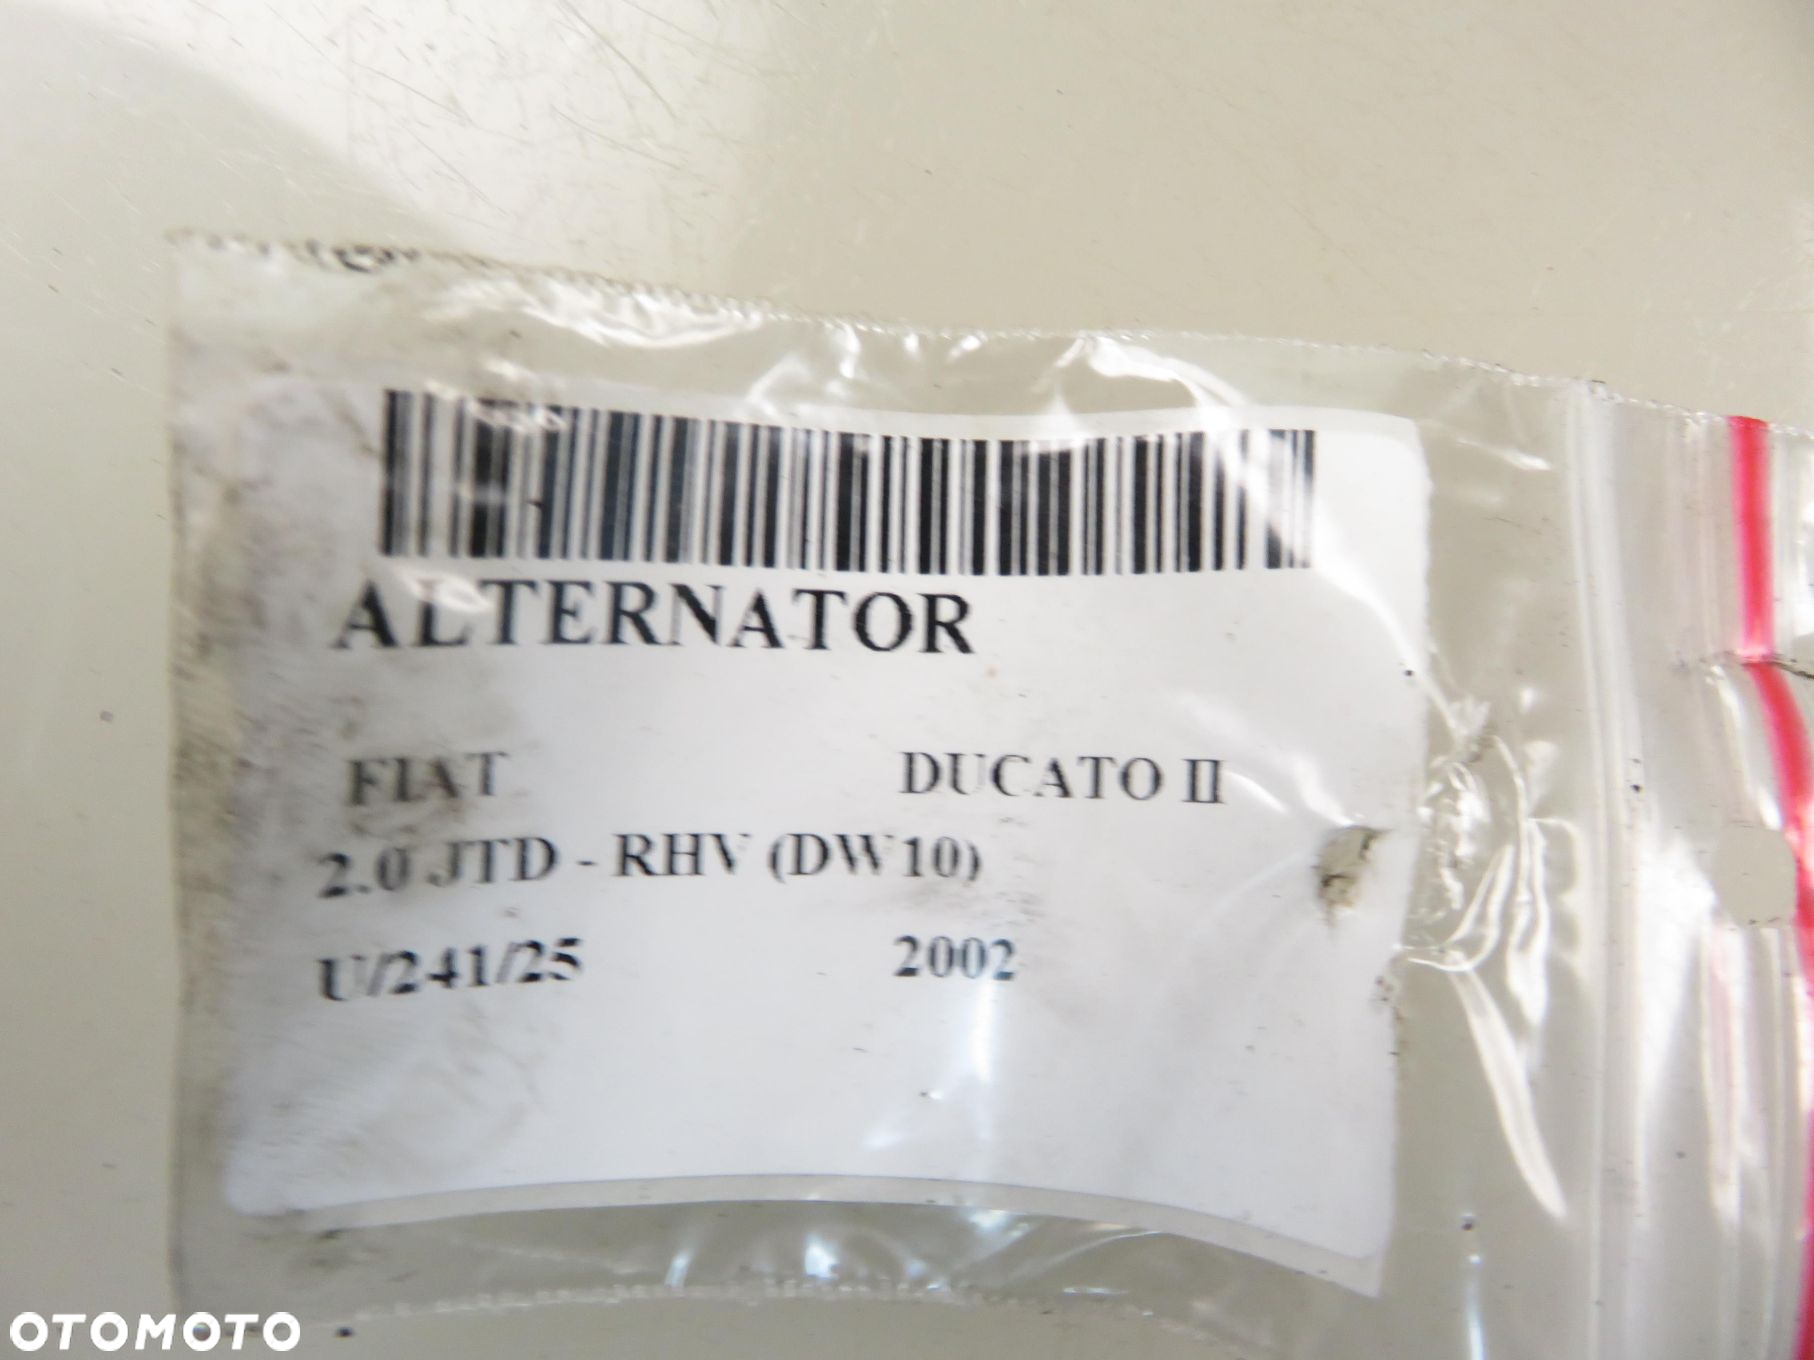 ALTERNATOR
FIAT DUCATO II
2.0 JTD - RHV (DW10)
U/241/25 2002
OTOMOTO